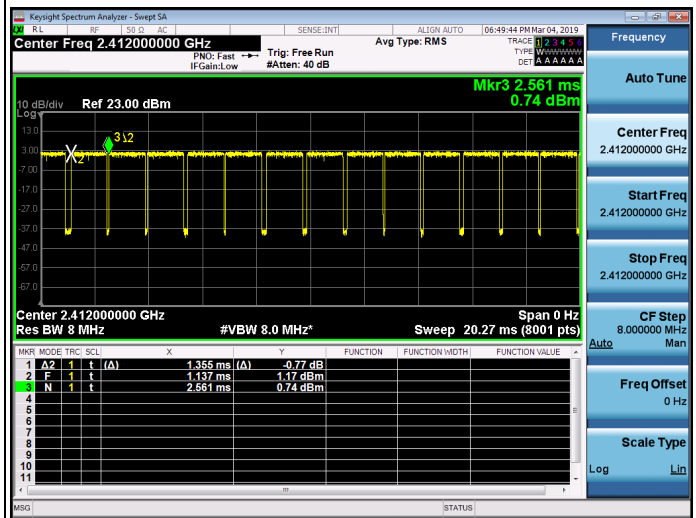 Keysight Spectrum Analyzer - Swept SA
RL RF 50 Ω AC SENSE:INT ALIGN AUTO 06:49:44 PM Mar 04, 2019
Center Freq 2.412000000 GHz
PNO: Fast
IFGain:Low
Trig: Free Run
#Atten: 40 dB
Avg Type: RMS
TRACE 1 2 3 4 5 6
TYPE W
DET A A A A A A
Mkr3 2.561 ms
0.74 dBm
10 dB/div Ref 23.00 dBm
Log
13.0
3.00
-7.00
-17.0
-27.0
-37.0
-47.0
-57.0
-67.0
2
3Δ2
Center 2.412000000 GHz Span 0 Hz
Res BW 8 MHz #VBW 8.0 MHz* Sweep 20.27 ms (8001 pts)
MKR MODE TRC SCL X Y FUNCTION FUNCTION WIDTH FUNCTION VALUE
1 Δ2 1 t (Δ) 1.355 ms (Δ) -0.77 dB
2 F 1 t 1.137 ms 1.17 dBm
3 N 1 t 2.561 ms 0.74 dBm
4
5
6
7
8
9
10
11
MSG STATUS
Frequency
Auto Tune
Center Freq
2.412000000 GHz
Start Freq
2.412000000 GHz
Stop Freq
2.412000000 GHz
CF Step
8.000000 MHz
Auto Man
Freq Offset
0 Hz
Scale Type
Log Lin